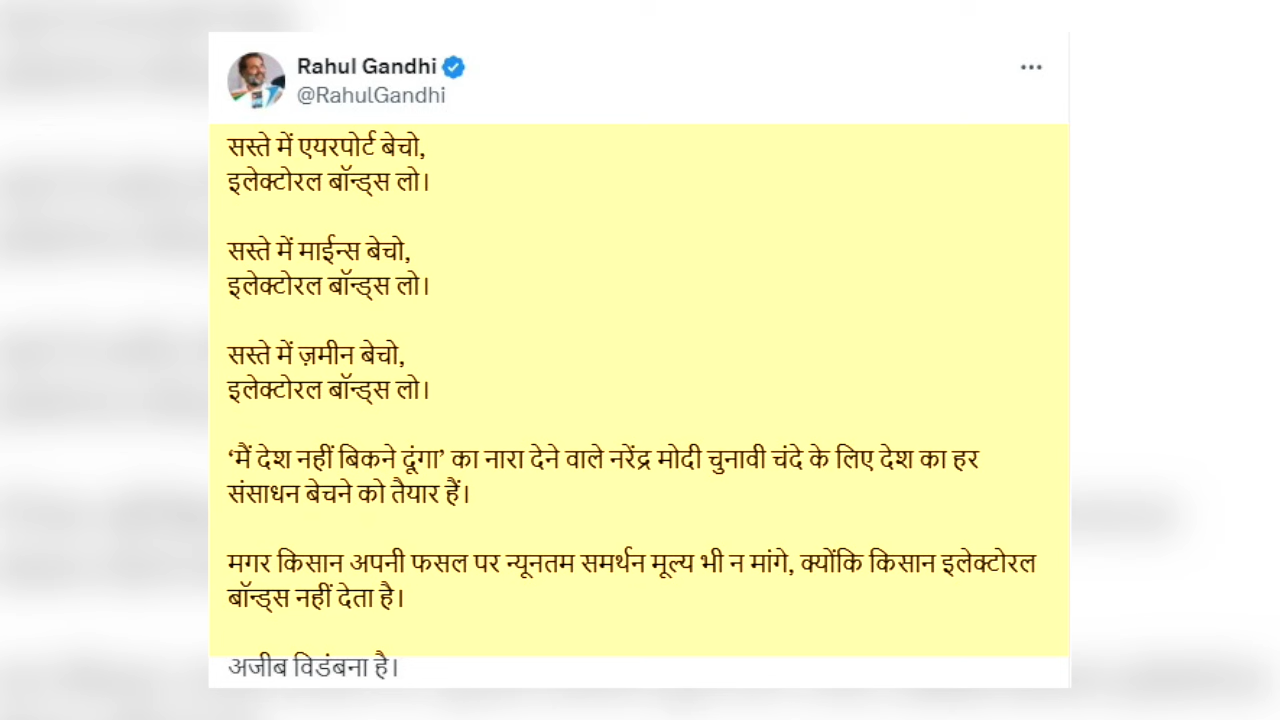 Rahul Gandhi
@RahulGandhi
सस्ते में एयरपोर्ट बेचो,
इलेक्टोरल बॉन्ड्स लो।
सस्ते में माईन्स बेचो,
इलेक्टोरल बॉन्ड्स लो।
सस्ते में ज़मीन बेचो,
इलेक्टोरल बॉन्ड्स लो।
‘मैं देश नहीं बिकने दूंगा’ का नारा देने वाले नरेंद्र मोदी चुनावी चंदे के लिए देश का हर
संसाधन बेचने को तैयार हैं।
मगर किसान अपनी फसल पर न्यूनतम समर्थन मूल्य भी न मांगे, क्योंकि किसान इलेक्टोरल
बॉन्ड्स नहीं देता है।
अजीब विडंबना है।